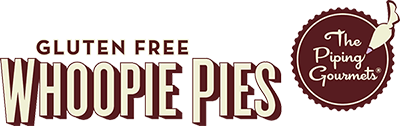 GLUTEN FREE
WHOOPIE PIES
The
Piping
Gourmets®